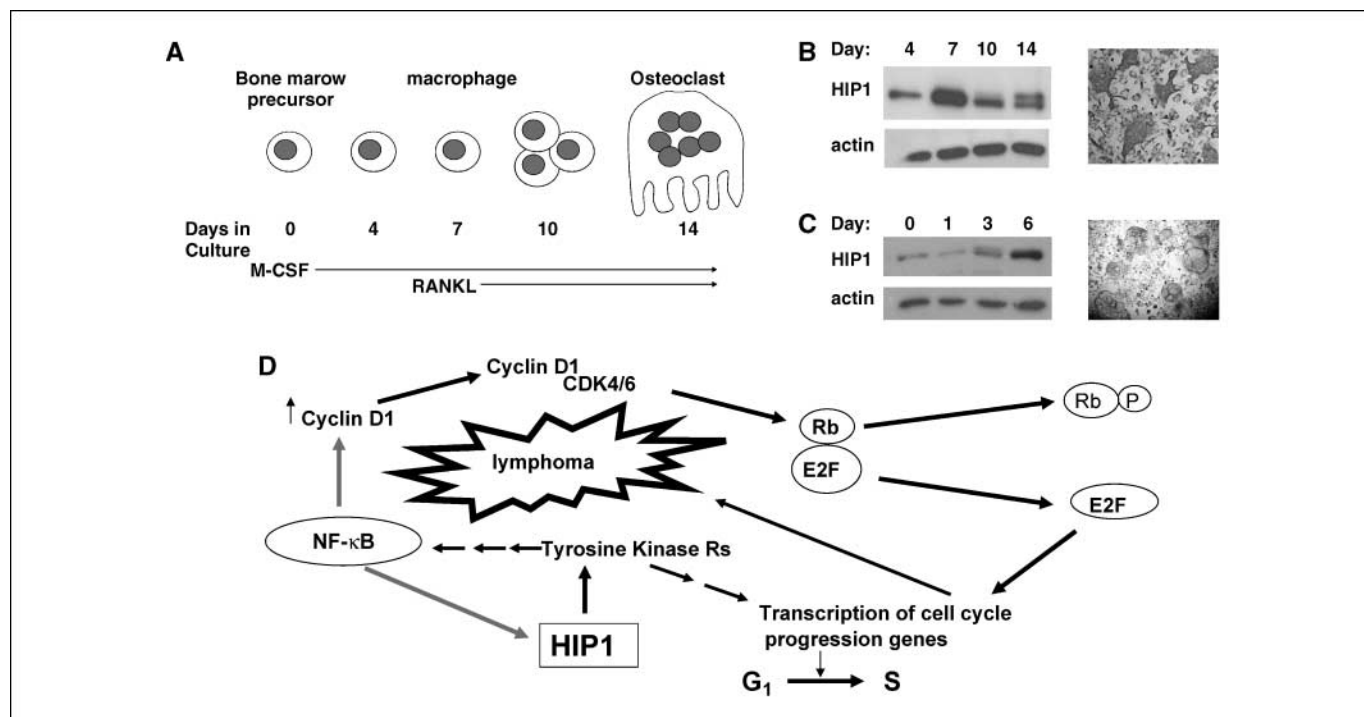 A
Bone marow
precursor
macrophage
Osteoclast
Days in
Culture
0 4 7 10 14
M-CSF
RANKL
B
Day: 4 7 10 14
HIP1
actin
C
Day: 0 1 3 6
HIP1
actin
D
Cyclin D1
Cyclin D1
CDK4/6
Rb
E2F
Rb P
E2F
lymphoma
NF-κB
Tyrosine Kinase Rs
HIP1
Transcription of cell cycle
progression genes
G₁ S